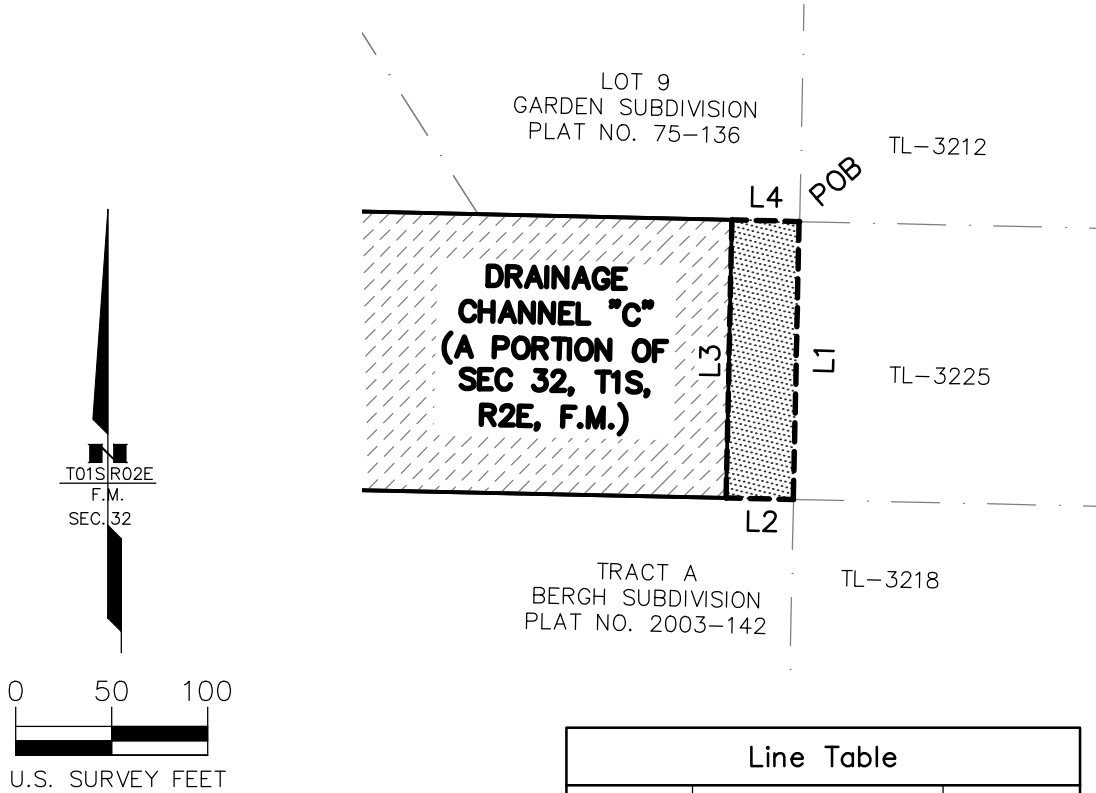 LOT 9
GARDEN SUBDIVISION
PLAT NO. 75-136
TL-3212
POB
L4
DRAINAGE
CHANNEL "C"
(A PORTION OF
SEC 32, T1S,
R2E, F.M.)
L3
L1
TL-3225
N
T01S R02E
F.M.
SEC. 32
L2
TRACT A
BERGH SUBDIVISION
PLAT NO. 2003-142
TL-3218
0 50 100
U.S. SURVEY FEET
Line Table